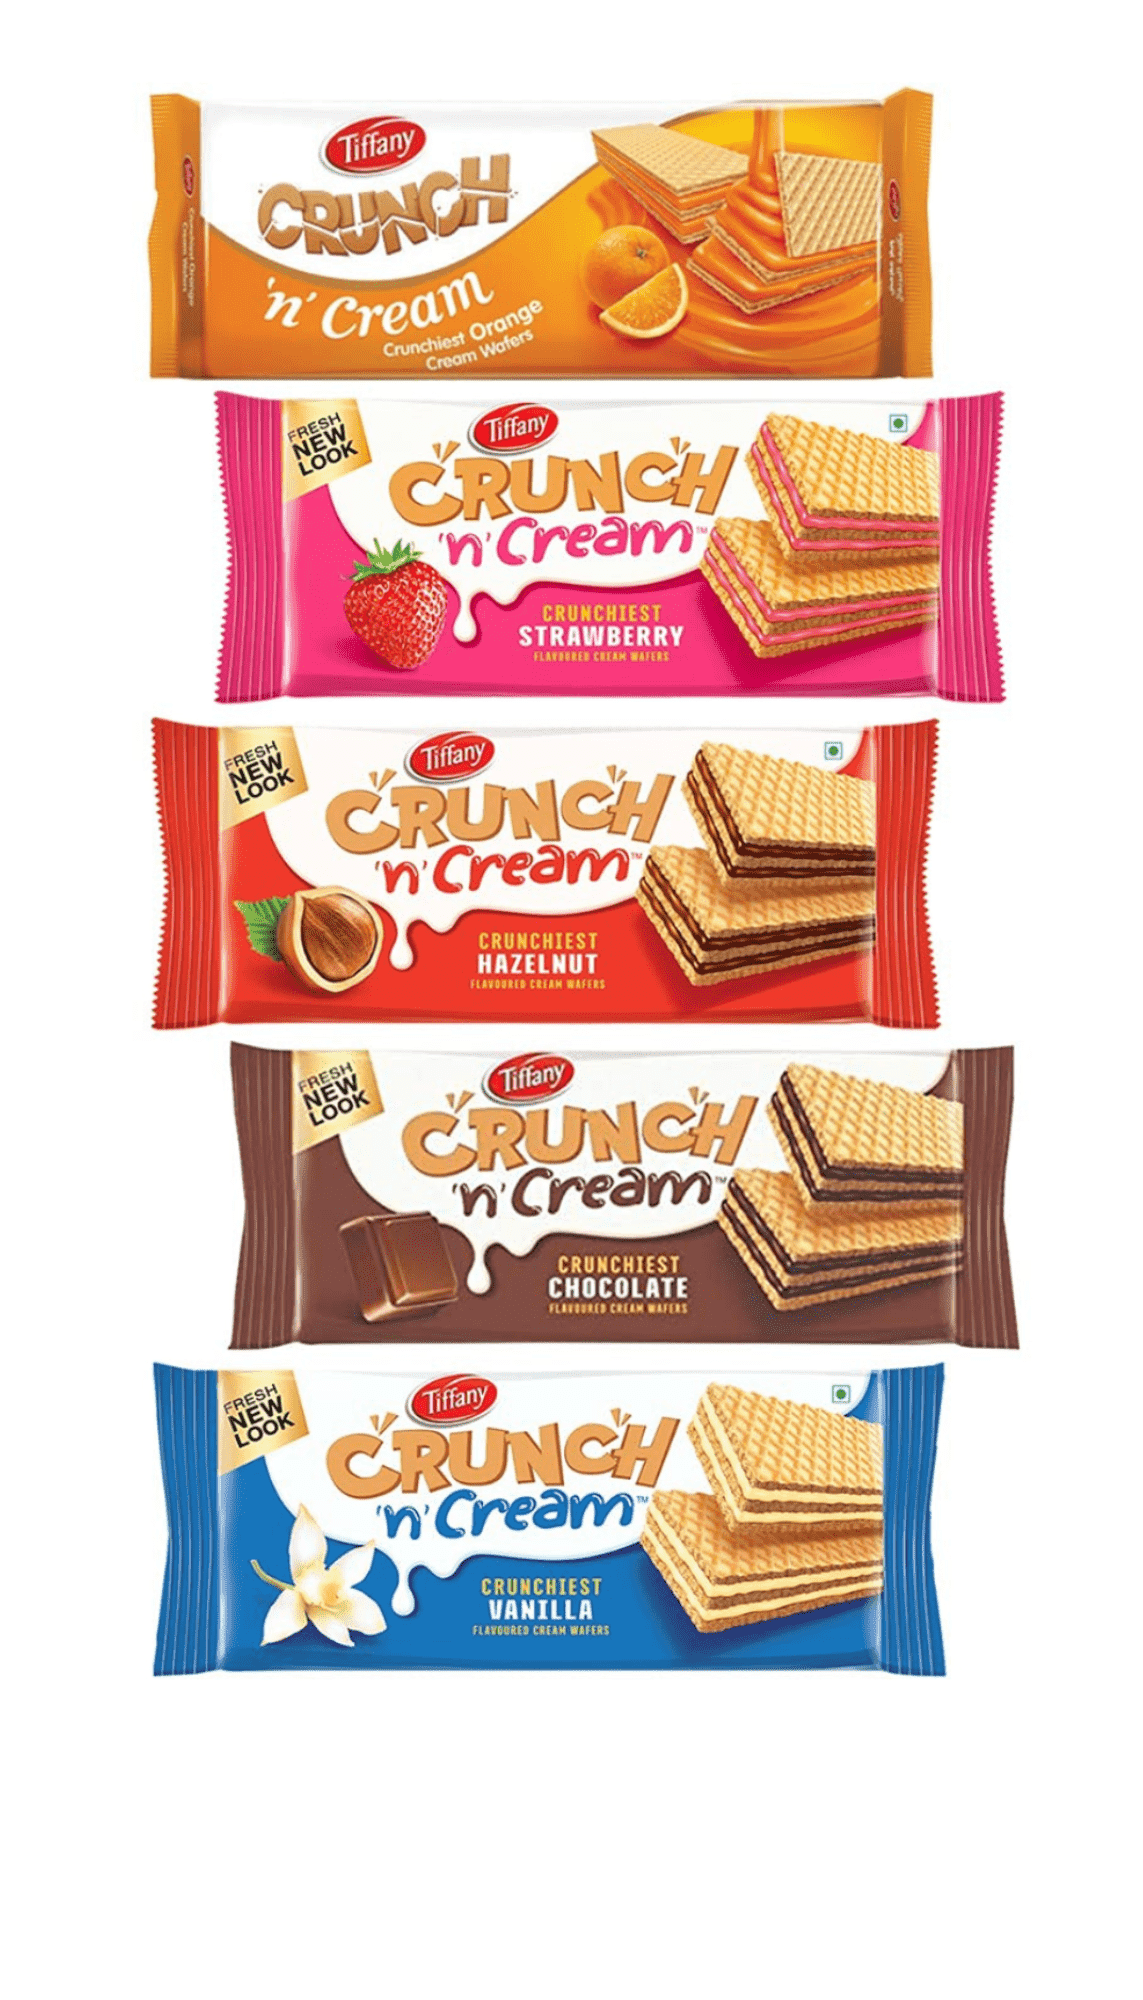 Tiffany
CRUNCH
'n' Cream
Crunchiest Orange
Cream Wafers
FRESH
NEW
LOOK
Tiffany
CRUNCH
'n' Cream™
CRUNCHIEST
STRAWBERRY
FLAVOURED CREAM WAFERS
FRESH
NEW
LOOK
Tiffany
CRUNCH
'n' Cream™
CRUNCHIEST
HAZELNUT
FLAVOURED CREAM WAFERS
FRESH
NEW
LOOK
Tiffany
CRUNCH
'n' Cream™
CRUNCHIEST
CHOCOLATE
FLAVOURED CREAM WAFERS
FRESH
NEW
LOOK
Tiffany
CRUNCH
'n' Cream™
CRUNCHIEST
VANILLA
FLAVOURED CREAM WAFERS